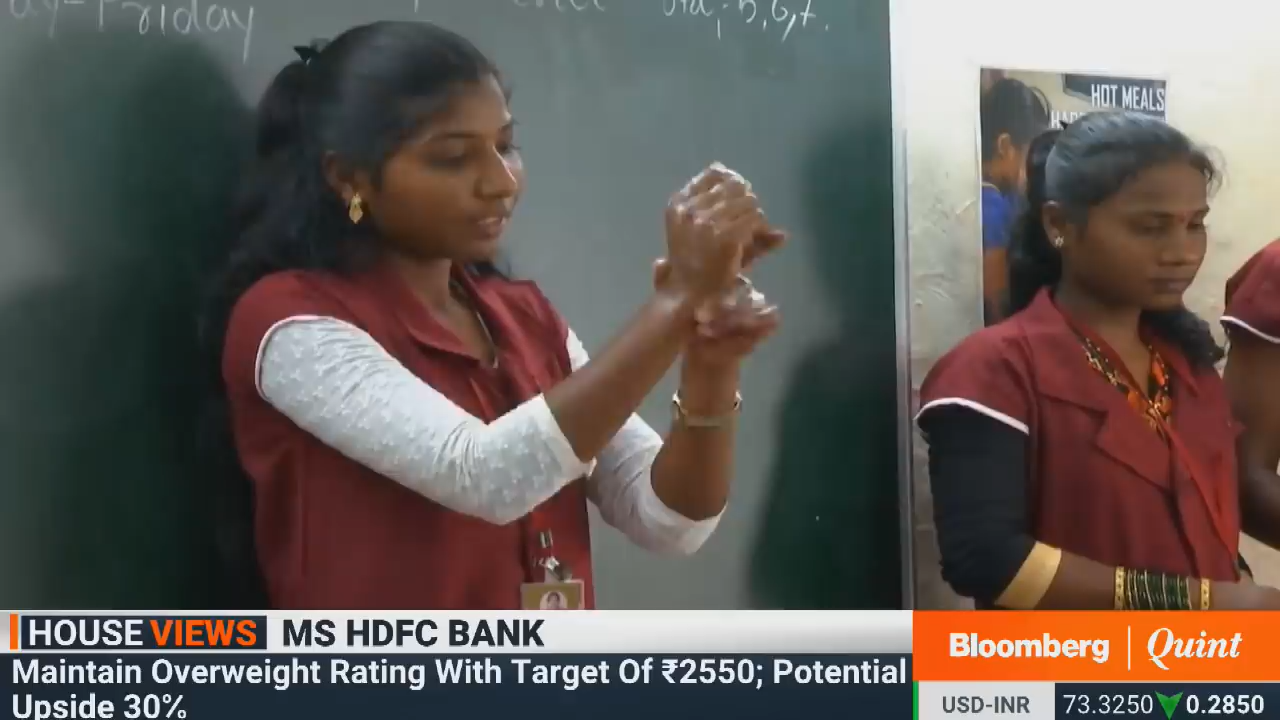 Friday
HOT MEALS
HOUSE VIEWS MS HDFC BANK
Maintain Overweight Rating With Target Of ₹2550; Potential
Upside 30%
Bloomberg | Quint
USD-INR 73.3250 ▼ 0.2850